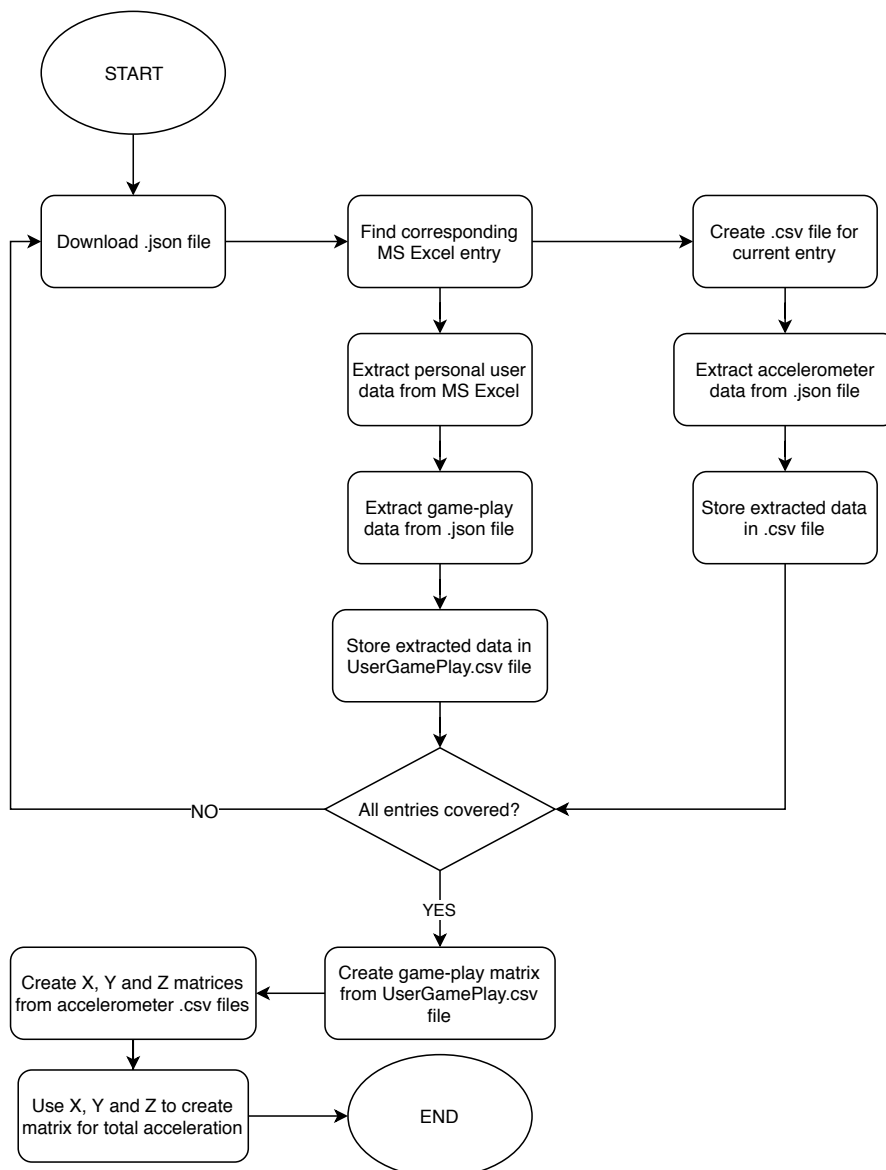 START
Download .json file
Find corresponding
MS Excel entry
Create .csv file for
current entry
Extract personal user
data from MS Excel
Extract accelerometer
data from .json file
Extract game-play
data from .json file
Store extracted data
in .csv file
Store extracted data in
UserGamePlay.csv file
All entries covered?
NO
YES
Create game-play matrix
from UserGamePlay.csv
file
Create X, Y and Z matrices
from accelerometer .csv files
Use X, Y and Z to create
matrix for total acceleration
END